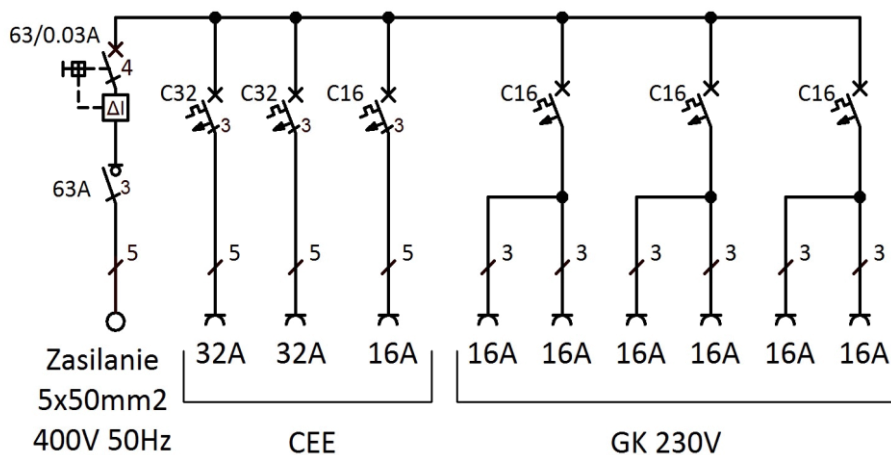 63/0.03A
4
ΔI
63A
3
5
Zasilanie
5x50mm2
400V 50Hz
C32
3
5
32A
C32
3
5
32A
C16
3
5
16A
CEE
C16
3
3
16A
16A
C16
3
3
16A
16A
C16
3
3
16A
16A
GK 230V